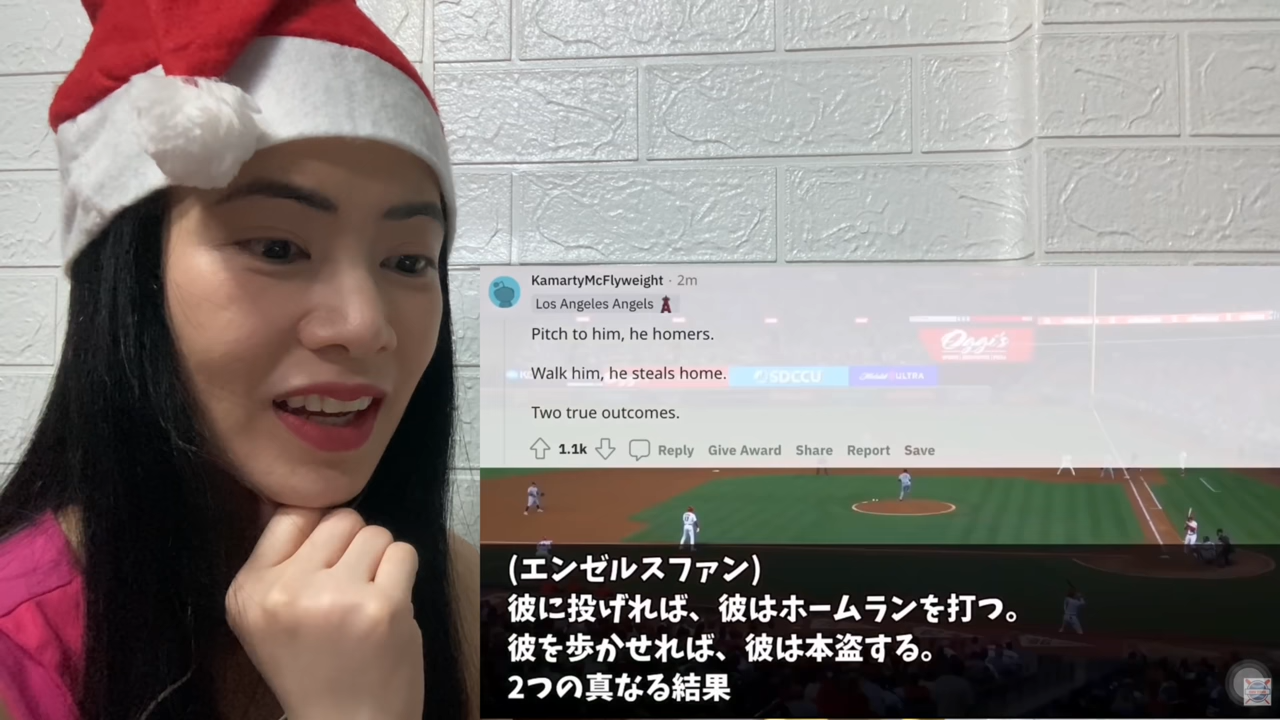 KamartyMcFlyweight · 2m
Los Angeles Angels
Pitch to him, he homers.
Oggi's
Walk him, he steals home.
SDCCU
ULTRA
Two true outcomes.
1.1k Reply Give Award Share Report Save
(エンゼルスファン)
彼に投げれば、彼はホームランを打つ。
彼を歩かせれば、彼は本盗する。
2つの真なる結果